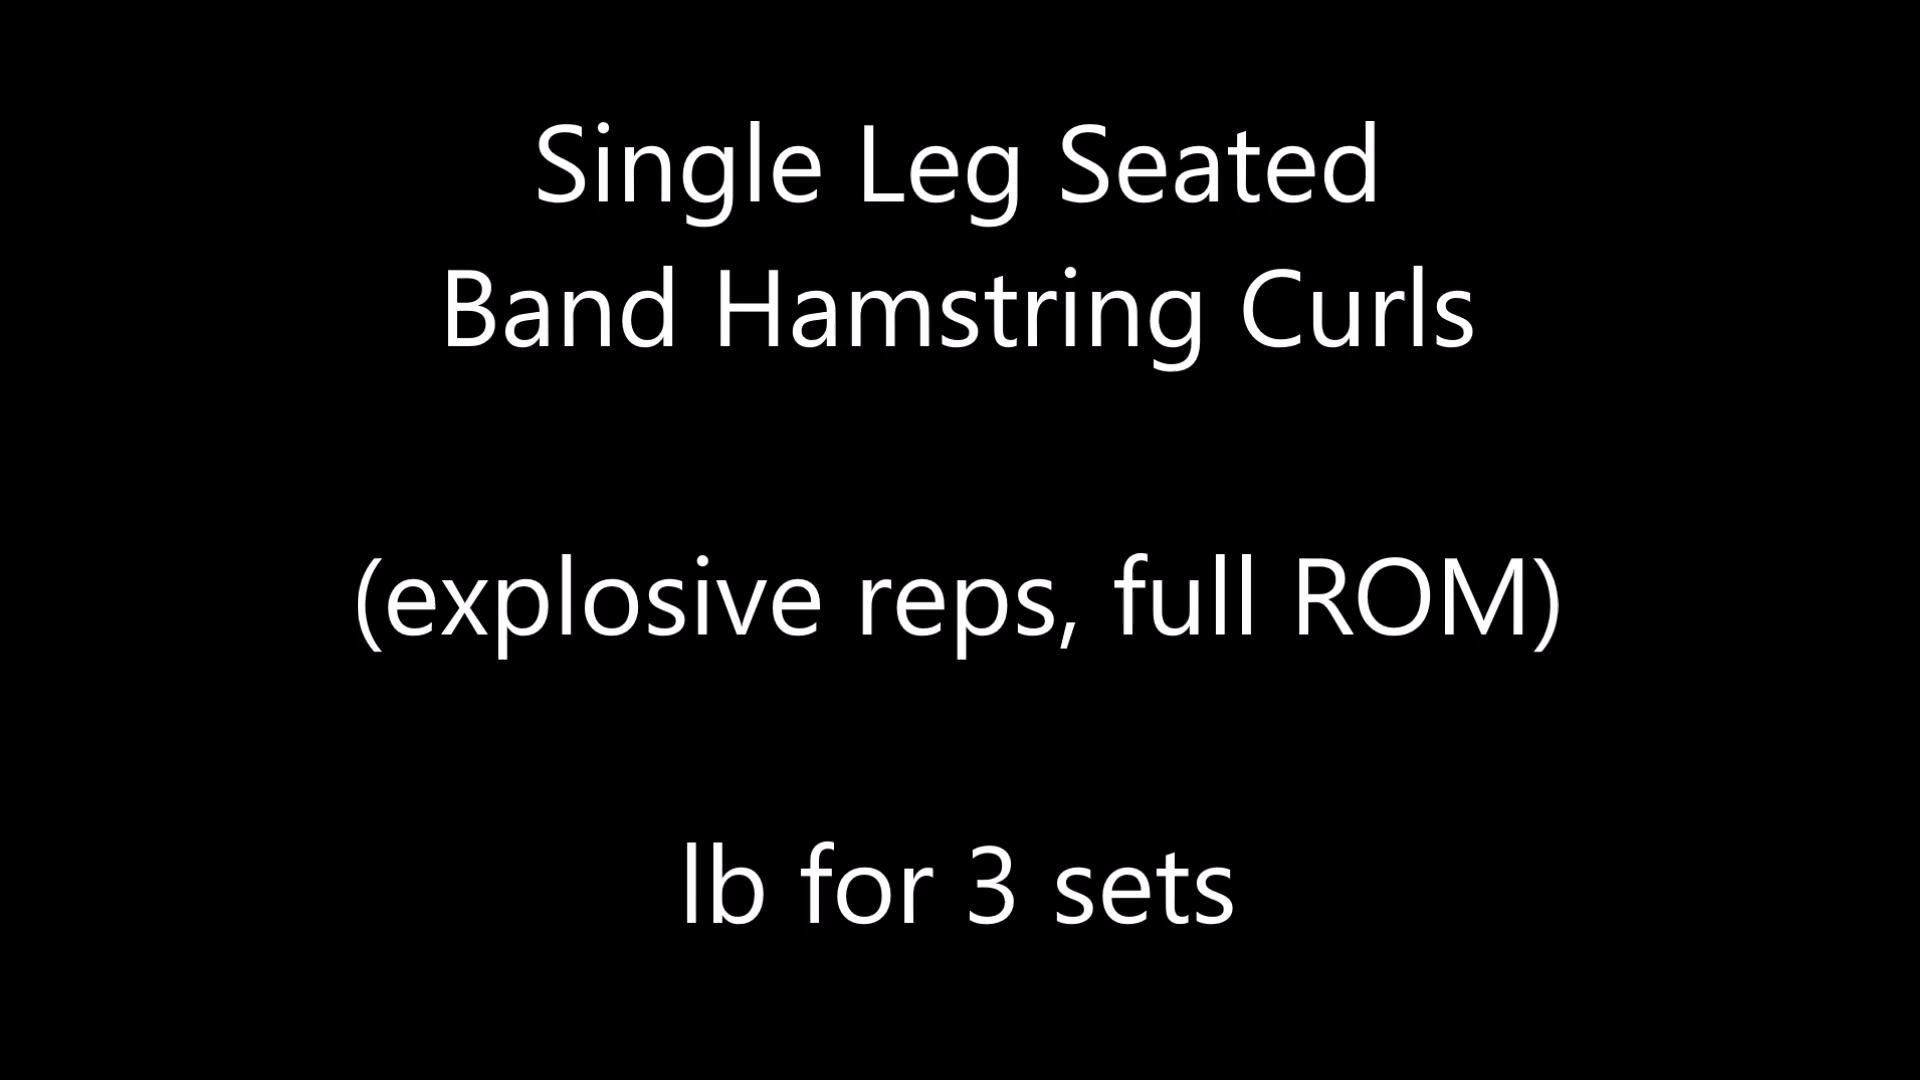 Single Leg Seated
Band Hamstring Curls
(explosive reps, full ROM)
lb for 3 sets